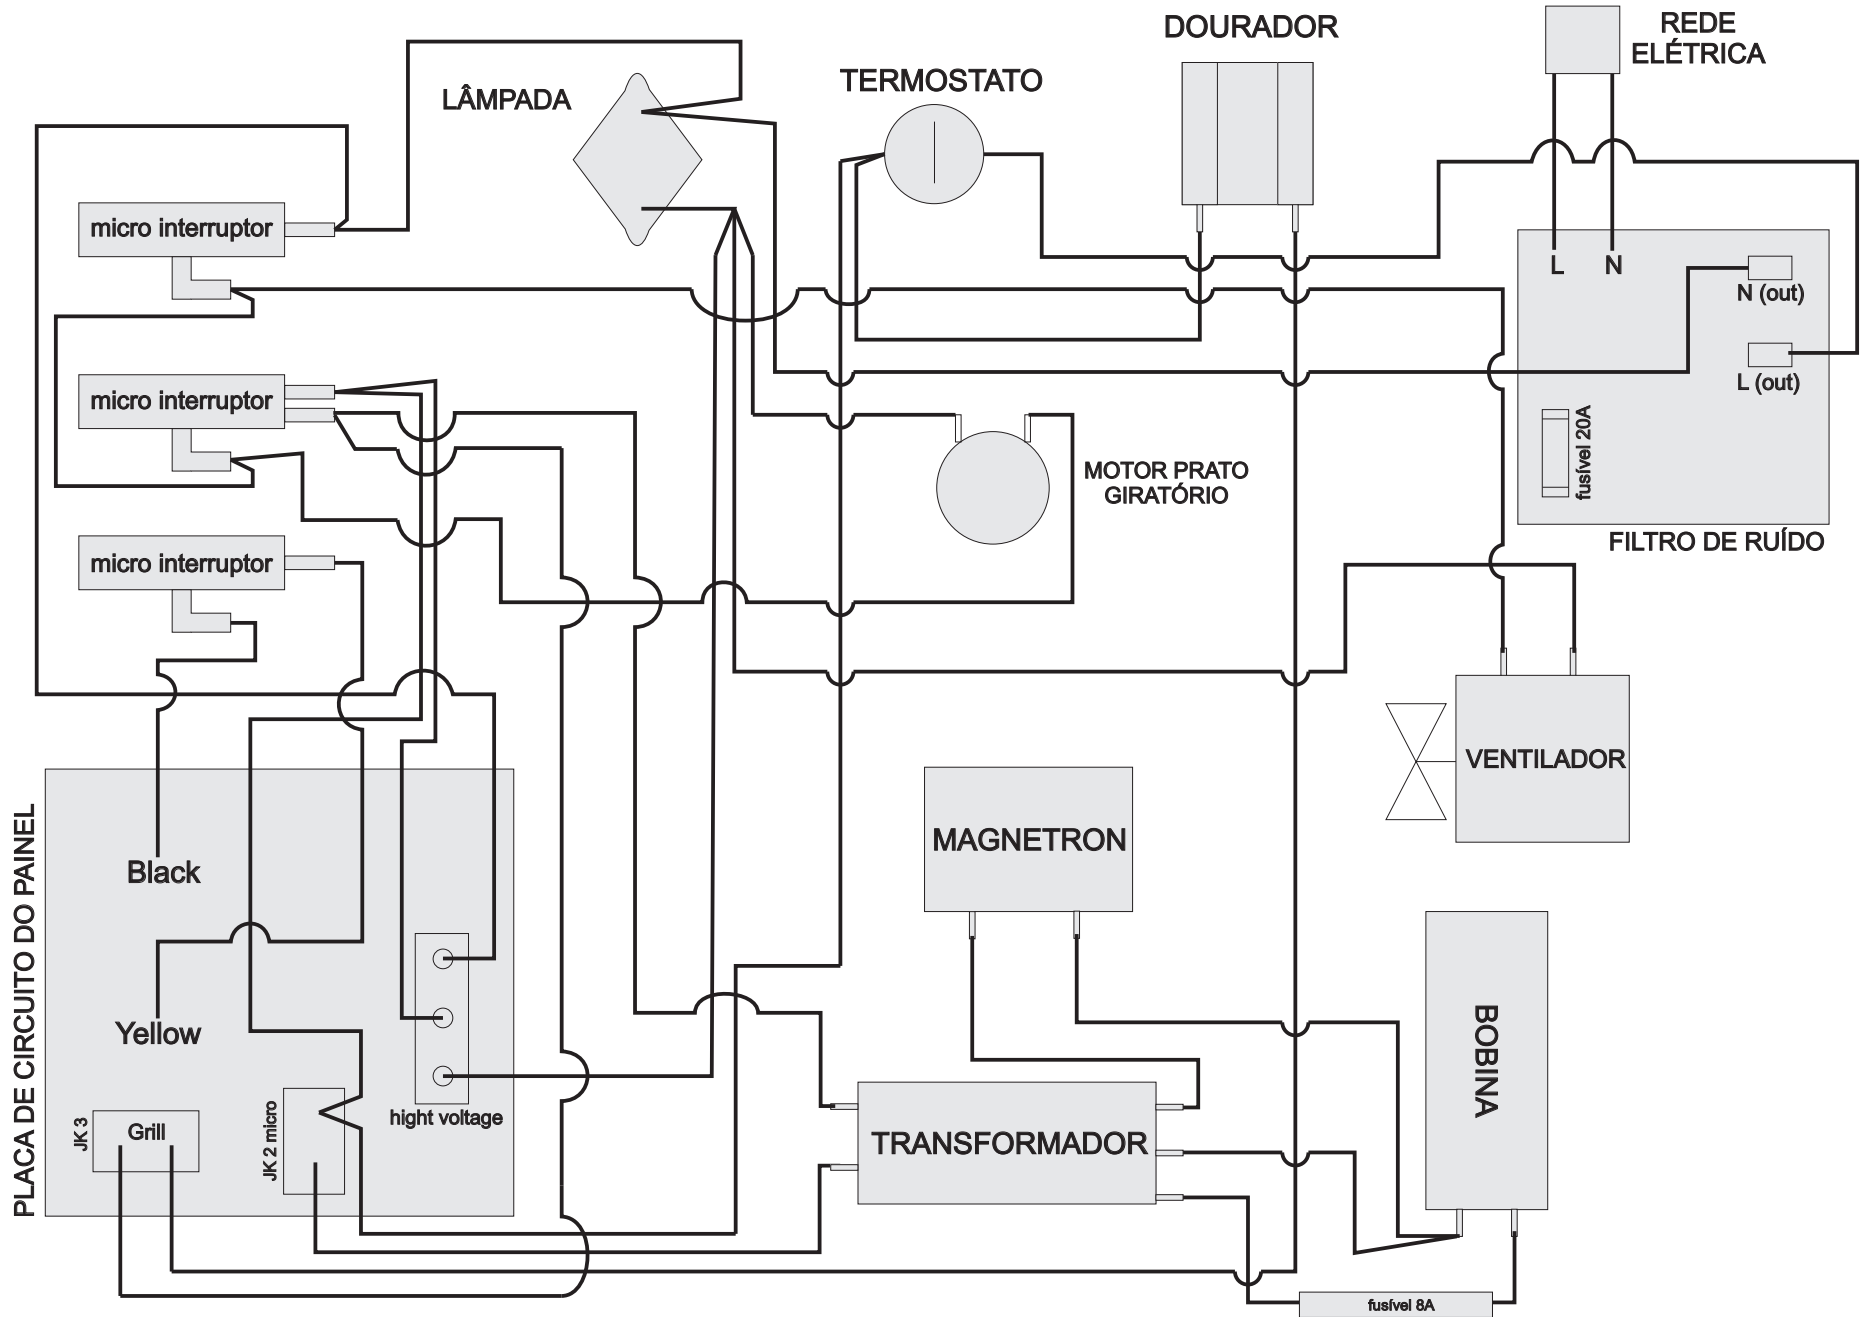 DOURADOR
REDE
ELÉTRICA
LÂMPADA
TERMOSTATO
micro interruptor
L
N
N (out)
L (out)
micro interruptor
fusível 20A
MOTOR PRATO
GIRATÓRIO
FILTRO DE RUÍDO
micro interruptor
VENTILADOR
MAGNETRON
PLACA DE CIRCUITO DO PAINEL
Black
Yellow
BOBINA
hight voltage
JK 3
Grill
JK 2 micro
TRANSFORMADOR
fusível 8A